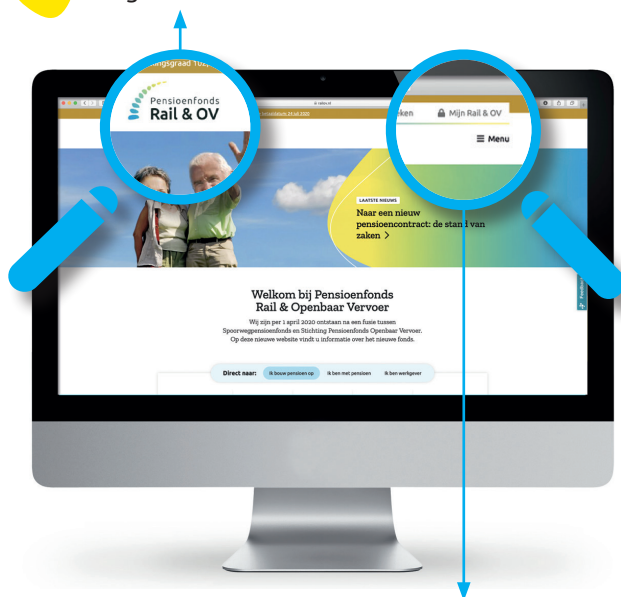 Pensioenfonds
Rail & OV
Mijn Rail & OV
Menu
LAATSTE NIEUWS
Naar een nieuw
pensioencontract: de stand van
zaken >
Welkom bij Pensioenfonds
Rail & Openbaar Vervoer
Wij zijn per 1 april 2020 ontstaan na een fusie tussen
Spoorwegpensioenfonds en Stichting Pensioenfonds Openbaar Vervoer.
Op deze nieuwe website vindt u informatie over het nieuwe fonds.
Direct naar: Ik bouw pensioen op Ik ben met pensioen Ik ben werkgever